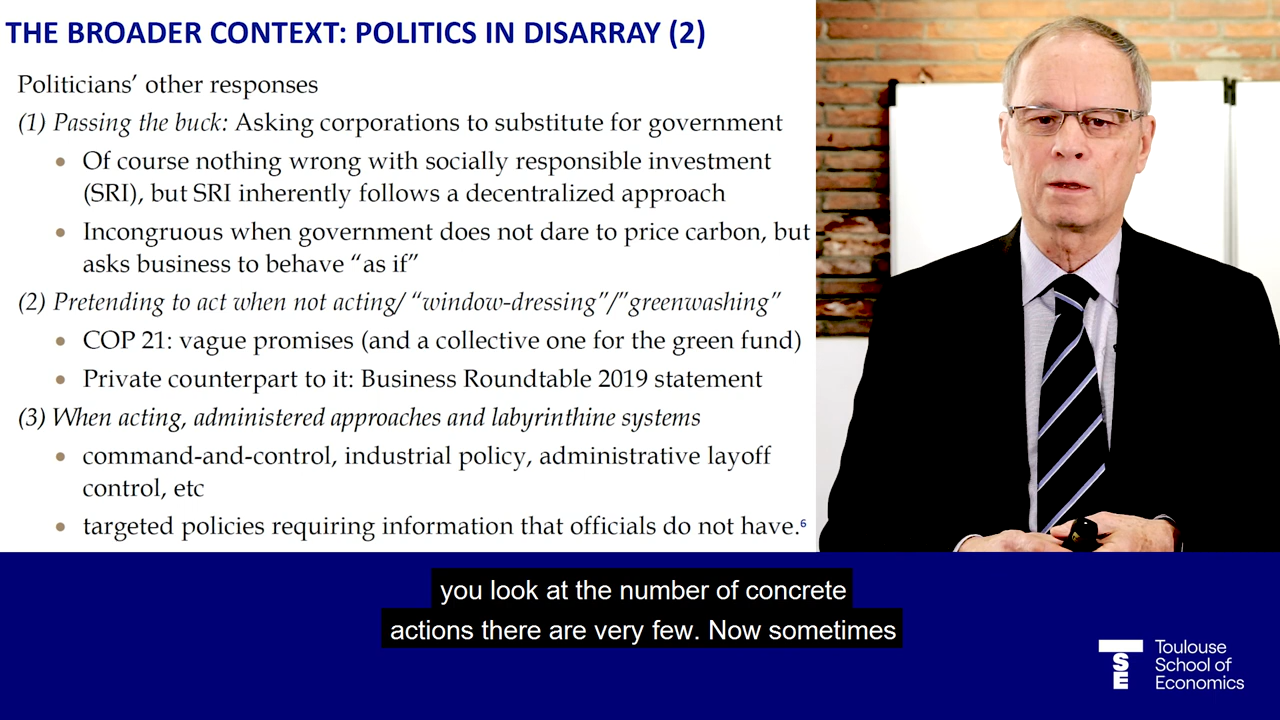 THE BROADER CONTEXT: POLITICS IN DISARRAY (2)
Politicians’ other responses
(1) Passing the buck: Asking corporations to substitute for government
• Of course nothing wrong with socially responsible investment
(SRI), but SRI inherently follows a decentralized approach
• Incongruous when government does not dare to price carbon, but
asks business to behave “as if”
(2) Pretending to act when not acting/ “window-dressing”/”greenwashing”
• COP 21: vague promises (and a collective one for the green fund)
• Private counterpart to it: Business Roundtable 2019 statement
(3) When acting, administered approaches and labyrinthine systems
• command-and-control, industrial policy, administrative layoff
control, etc
• targeted policies requiring information that officials do not have.6
you look at the number of concrete
actions there are very few. Now sometimes
TSE
Toulouse
School of
Economics